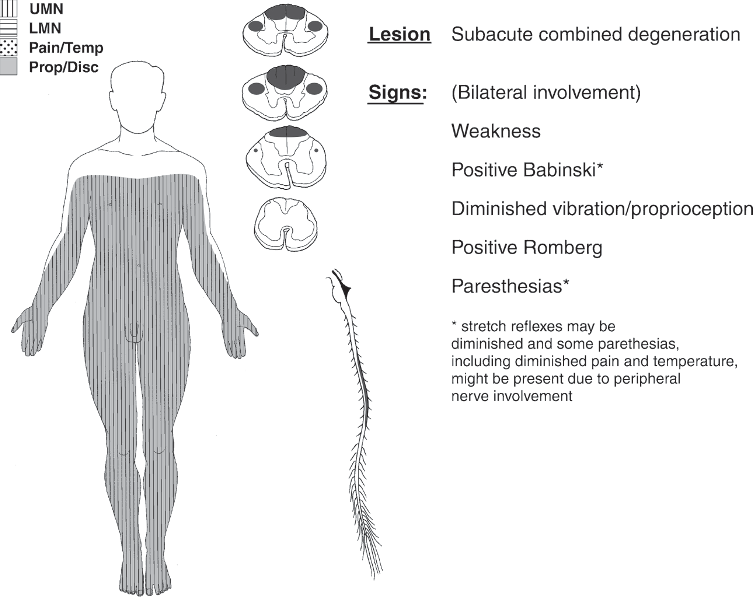 UMN
LMN
Pain/Temp
Prop/Disc
Lesion Subacute combined degeneration
Signs: (Bilateral involvement)
Weakness
Positive Babinski*
Diminished vibration/proprioception
Positive Romberg
Paresthesias*
* stretch reflexes may be
diminished and some parethesias,
including diminished pain and temperature,
might be present due to peripheral
nerve involvement